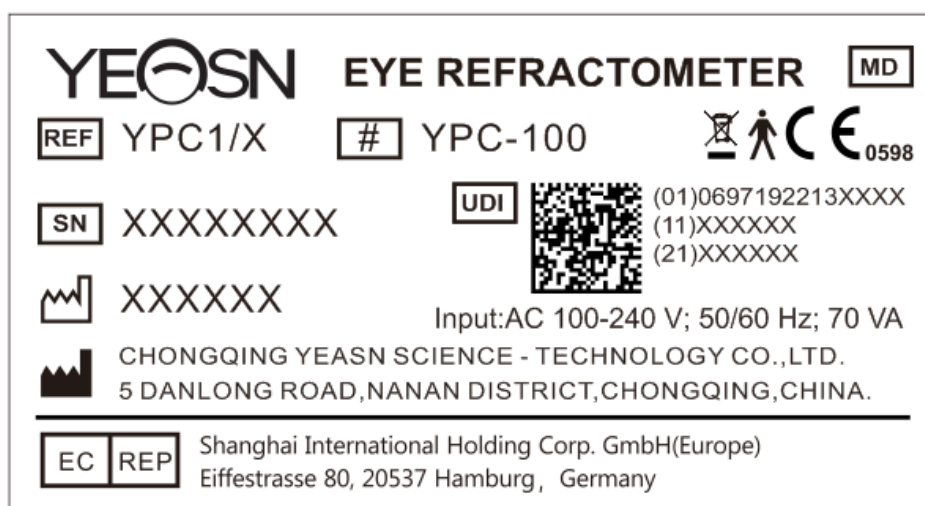 YEASN EYE REFRACTOMETER MD
REF YPC1/X # YPC-100 CE 0598
SN XXXXXXXX
UDI (01)0697192213XXXX
(11)XXXXXX
(21)XXXXXX
XXXXXX
Input:AC 100-240 V; 50/60 Hz; 70 VA
CHONGQING YEASN SCIENCE - TECHNOLOGY CO.,LTD.
5 DANLONG ROAD,NANAN DISTRICT,CHONGQING,CHINA.
EC REP Shanghai International Holding Corp. GmbH(Europe)
Eiffestrasse 80, 20537 Hamburg, Germany